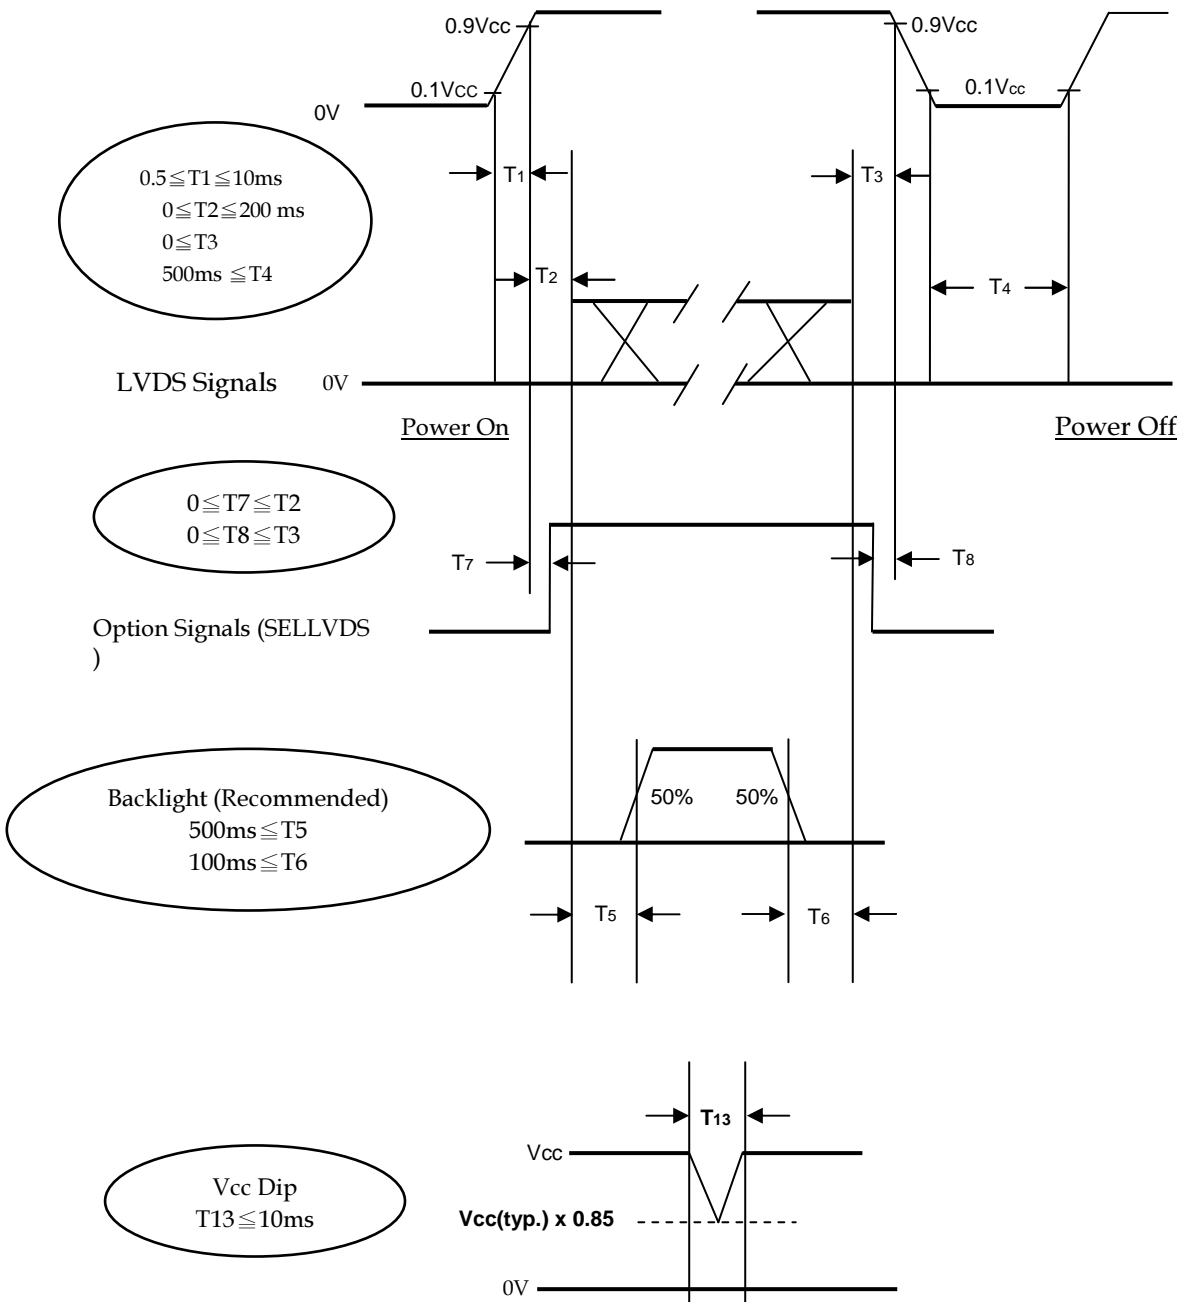 0.9Vcc
0.9Vcc
0.1Vcc
0.1Vcc
0V
0.5≦T1≦10ms
0≦T2≦200 ms
0≦T3
500ms ≦T4
T1
T3
T2
T4
LVDS Signals
0V
Power On
Power Off
0≦T7≦T2
0≦T8≦T3
T7
T8
Option Signals (SELLVDS
)
Backlight (Recommended)
500ms≦T5
100ms≦T6
50%
50%
T5
T6
T13
Vcc
Vcc Dip
T13≦10ms
Vcc(typ.) x 0.85
0V